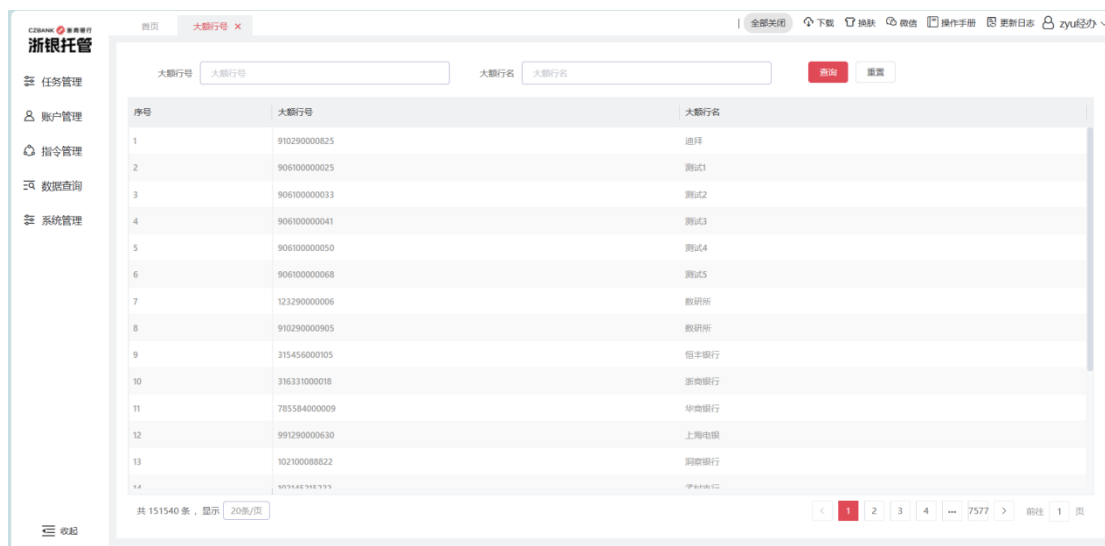 CZBANK 浙商银行
浙银托管
首页 大额行号 ×
全部关闭 下载 换肤 微信 操作手册 更新日志 zyu经办
任务管理
账户管理
指令管理
数据查询
系统管理
大额行号 大额行号 大额行名 大额行名 查询 重置
序号 大额行号 大额行名
1 910290000825 迪拜
2 906100000025 测试1
3 906100000033 测试2
4 906100000041 测试3
5 906100000050 测试4
6 906100000068 测试5
7 123290000006 数研所
8 910290000905 数研所
9 315456000105 恒丰银行
10 316331000018 浙商银行
11 785584000009 华商银行
12 991290000630 上海电银
13 102100088822 洞察银行
14
共 151540 条，显示 20条/页
< 1 2 3 4 ••• 7577 > 前往 1 页
收起